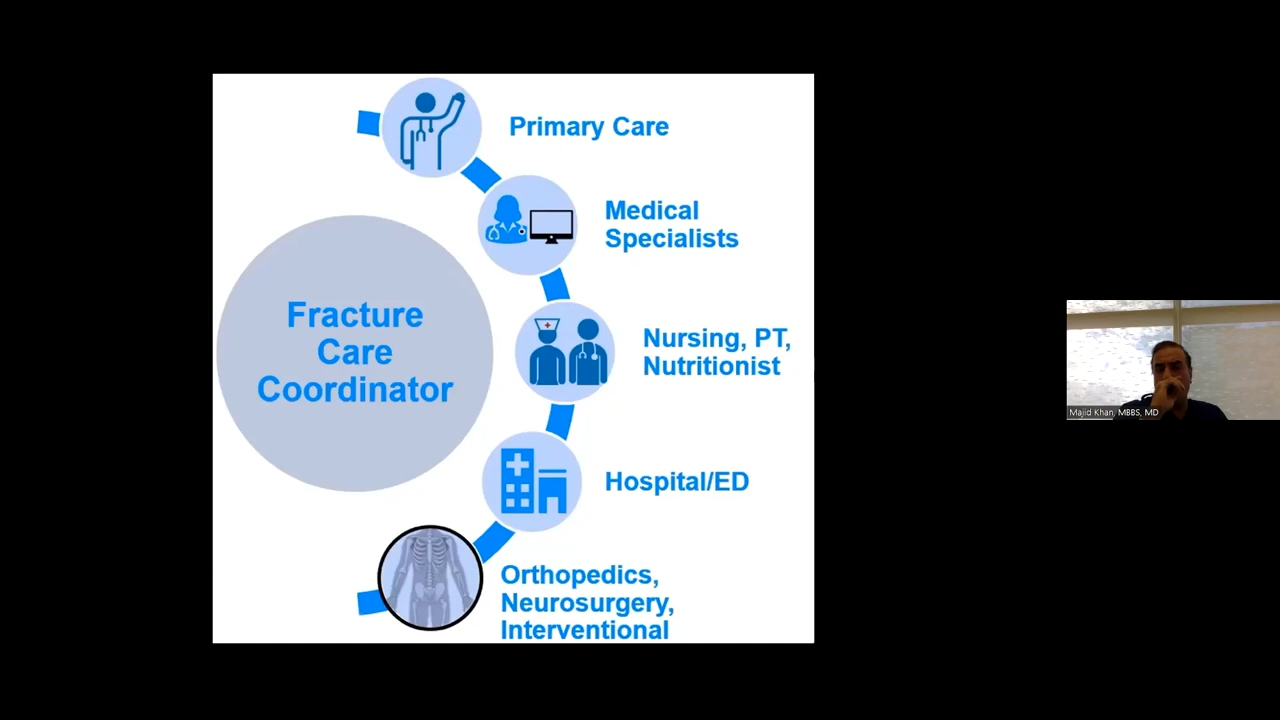 Primary Care
Medical
Specialists
Fracture
Care
Coordinator
Nursing, PT,
Nutritionist
Hospital/ED
Orthopedics,
Neurosurgery,
Interventional
Majid Khan, MBBS, MD